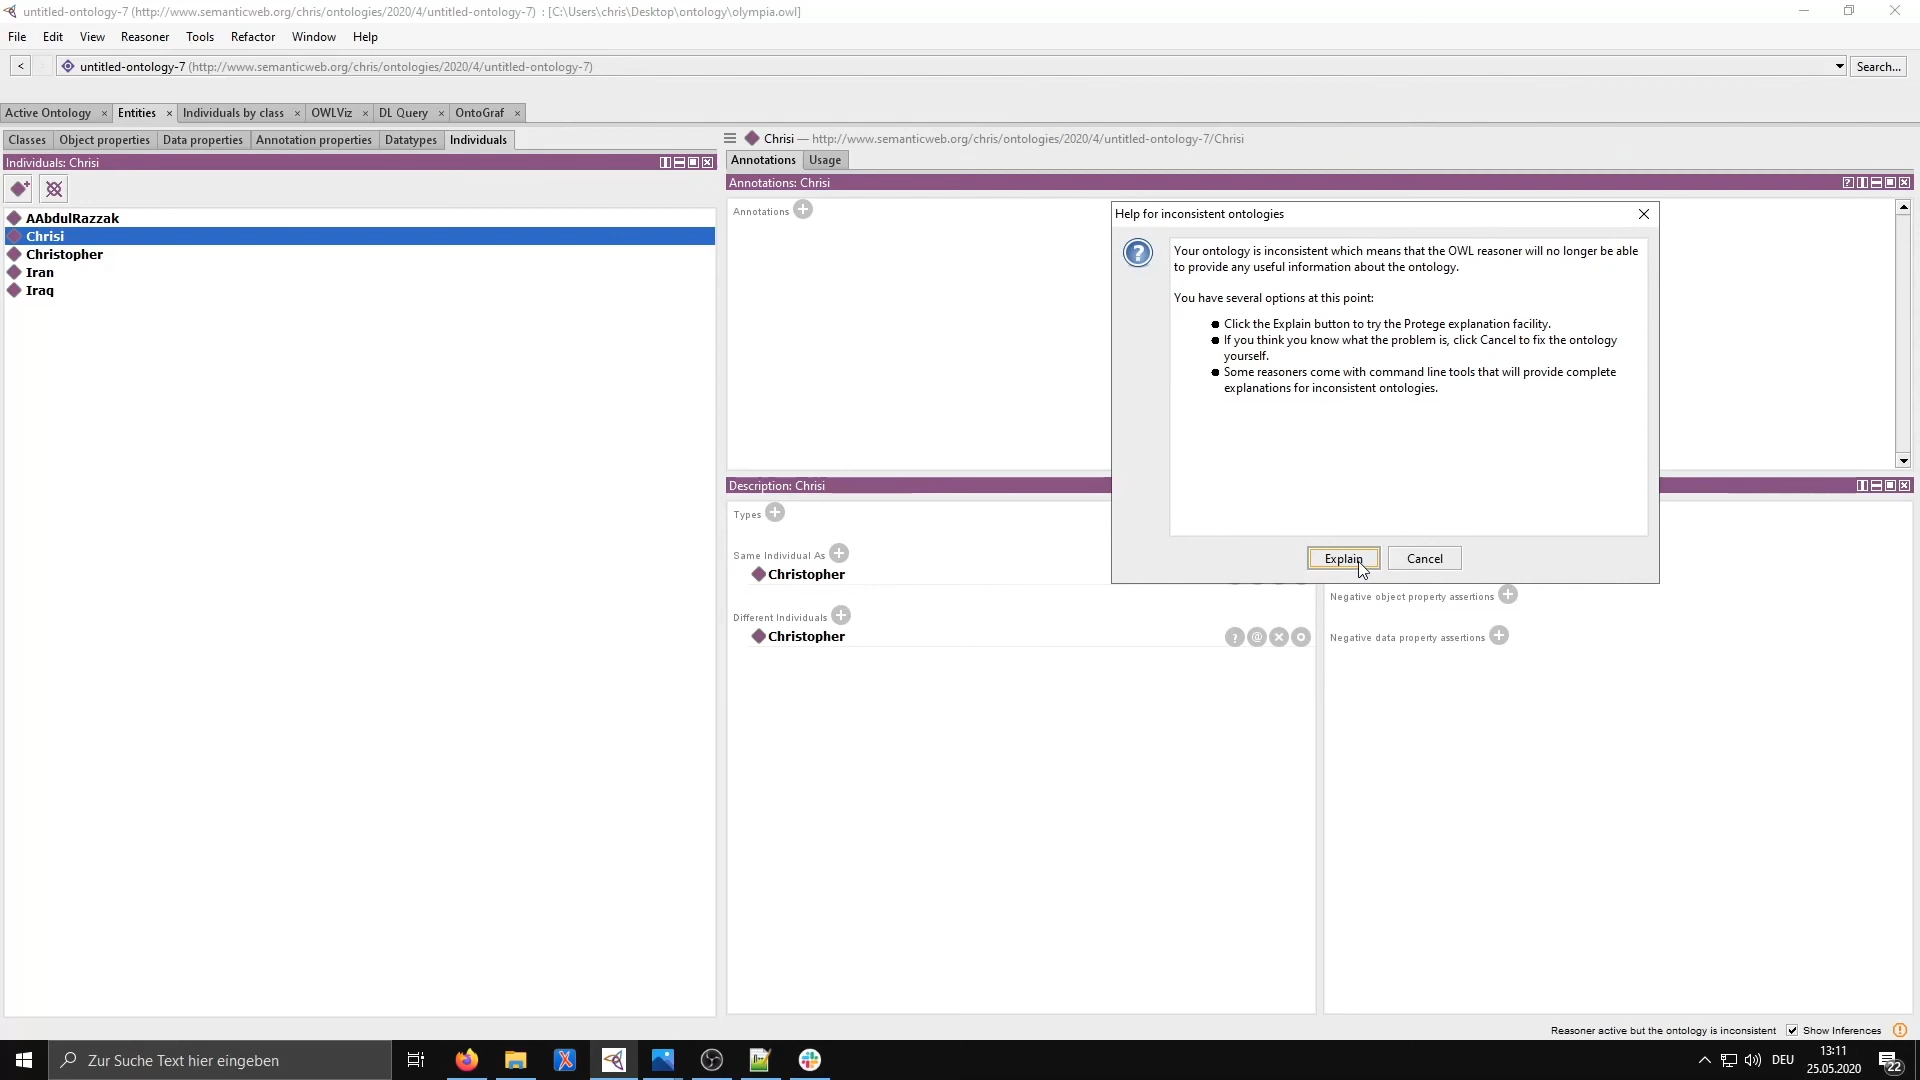 untitled-ontology-7 (http://www.semanticweb.org/chris/ontologies/2020/4/untitled-ontology-7) : [C:\Users\chris\Desktop\ontology\olympia.owl]
File Edit View Reasoner Tools Refactor Window Help
< untitled-ontology-7 (http://www.semanticweb.org/chris/ontologies/2020/4/untitled-ontology-7) Search...
Active Ontology × Entities × Individuals by class × OWLViz × DL Query × OntoGraf ×
Classes Object properties Data properties Annotation properties Datatypes Individuals
Chrisi — http://www.semanticweb.org/chris/ontologies/2020/4/untitled-ontology-7/Chrisi
Individuals: Chrisi
Annotations Usage
Annotations: Chrisi
Annotations
AAbdulRazzak
Chrisi
Christopher
Iran
Iraq
Help for inconsistent ontologies
Your ontology is inconsistent which means that the OWL reasoner will no longer be able
to provide any useful information about the ontology.
You have several options at this point:
● Click the Explain button to try the Protege explanation facility.
● If you think you know what the problem is, click Cancel to fix the ontology
yourself.
● Some reasoners come with command line tools that will provide complete
explanations for inconsistent ontologies.
Explain Cancel
Description: Chrisi
Types
Same Individual As
Christopher
Different Individuals
Christopher
Negative object property assertions
Negative data property assertions
Reasoner active but the ontology is inconsistent Show Inferences
Zur Suche Text hier eingeben
DEU
13:11
25.05.2020
22